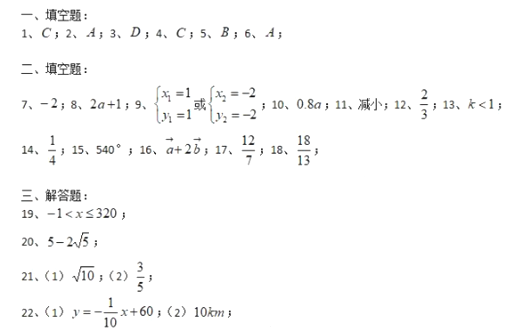 一、填空题：
1、C；2、A；3、D；4、C；5、B；6、A；
二、填空题：
7、-2；8、2a+1；9、{x₁=1 y₁=1 或 {x₂=-2 y₂=-2；10、0.8a；11、减小；12、2/3；13、k<1；
14、1/4；15、540°；16、a⃗+2b⃗；17、12/7；18、18/13；
三、解答题：
19、-1<x≤320；
20、5-2√5；
21、（1）√10；（2）3/5；
22、（1）y=-1/10x+60；（2）10km；